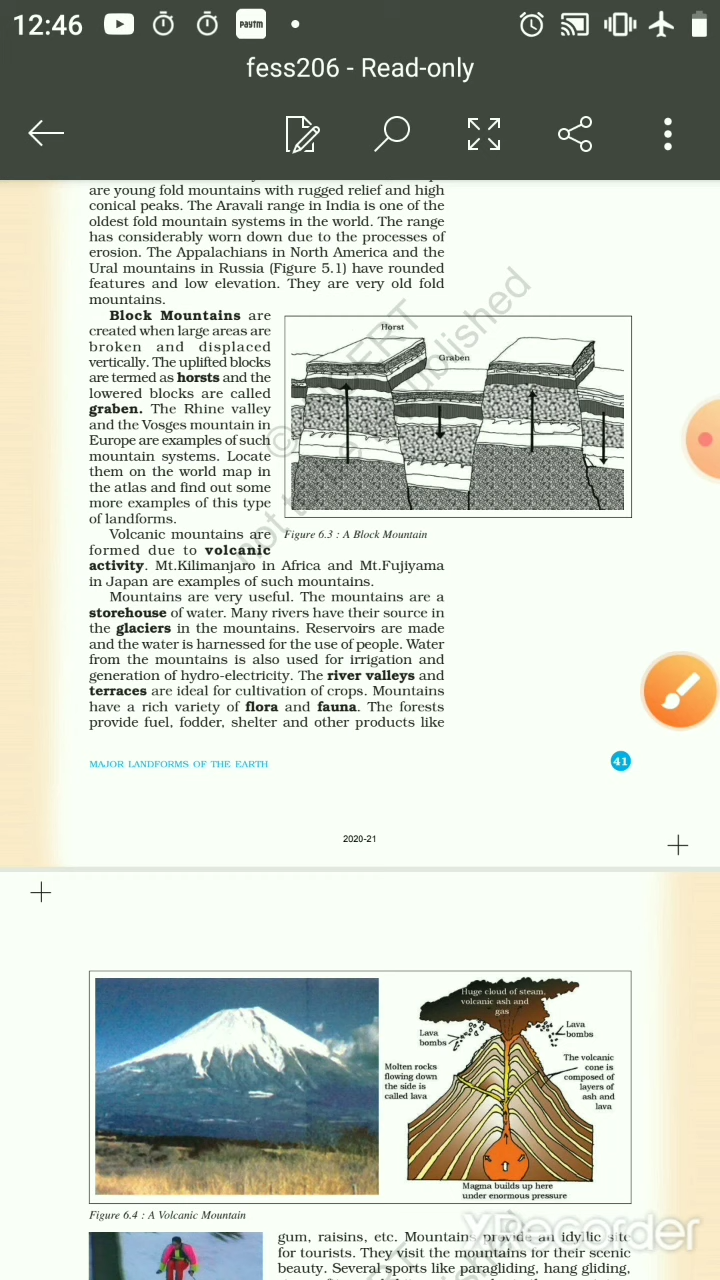 12:46
Paytm
fess206 - Read-only
are young fold mountains with rugged relief and high
conical peaks. The Aravali range in India is one of the
oldest fold mountain systems in the world. The range
has considerably worn down due to the processes of
erosion. The Appalachians in North America and the
Ural mountains in Russia (Figure 5.1) have rounded
features and low elevation. They are very old fold
mountains.
Block Mountains are
created when large areas are
broken and displaced
vertically. The uplifted blocks
are termed as horsts and the
lowered blocks are called
graben. The Rhine valley
and the Vosges mountain in
Europe are examples of such
mountain systems. Locate
them on the world map in
the atlas and find out some
more examples of this type
of landforms.
Horst
Graben
Figure 6.3 : A Block Mountain
Volcanic mountains are
formed due to volcanic
activity. Mt.Kilimanjaro in Africa and Mt.Fujiyama
in Japan are examples of such mountains.
Mountains are very useful. The mountains are a
storehouse of water. Many rivers have their source in
the glaciers in the mountains. Reservoirs are made
and the water is harnessed for the use of people. Water
from the mountains is also used for irrigation and
generation of hydro-electricity. The river valleys and
terraces are ideal for cultivation of crops. Mountains
have a rich variety of flora and fauna. The forests
provide fuel, fodder, shelter and other products like
MAJOR LANDFORMS OF THE EARTH
41
2020-21
Huge cloud of steam,
volcanic ash and
gas
Lava
bombs
Lava
bombs
Molten rocks
flowing down
the side is
called lava
The volcanic
cone is
composed of
layers of
ash and
lava
Magma builds up here
under enormous pressure
Figure 6.4 : A Volcanic Mountain
gum, raisins, etc. Mountains provide an idyllic site
for tourists. They visit the mountains for their scenic
beauty. Several sports like paragliding, hang gliding,
XRecorder